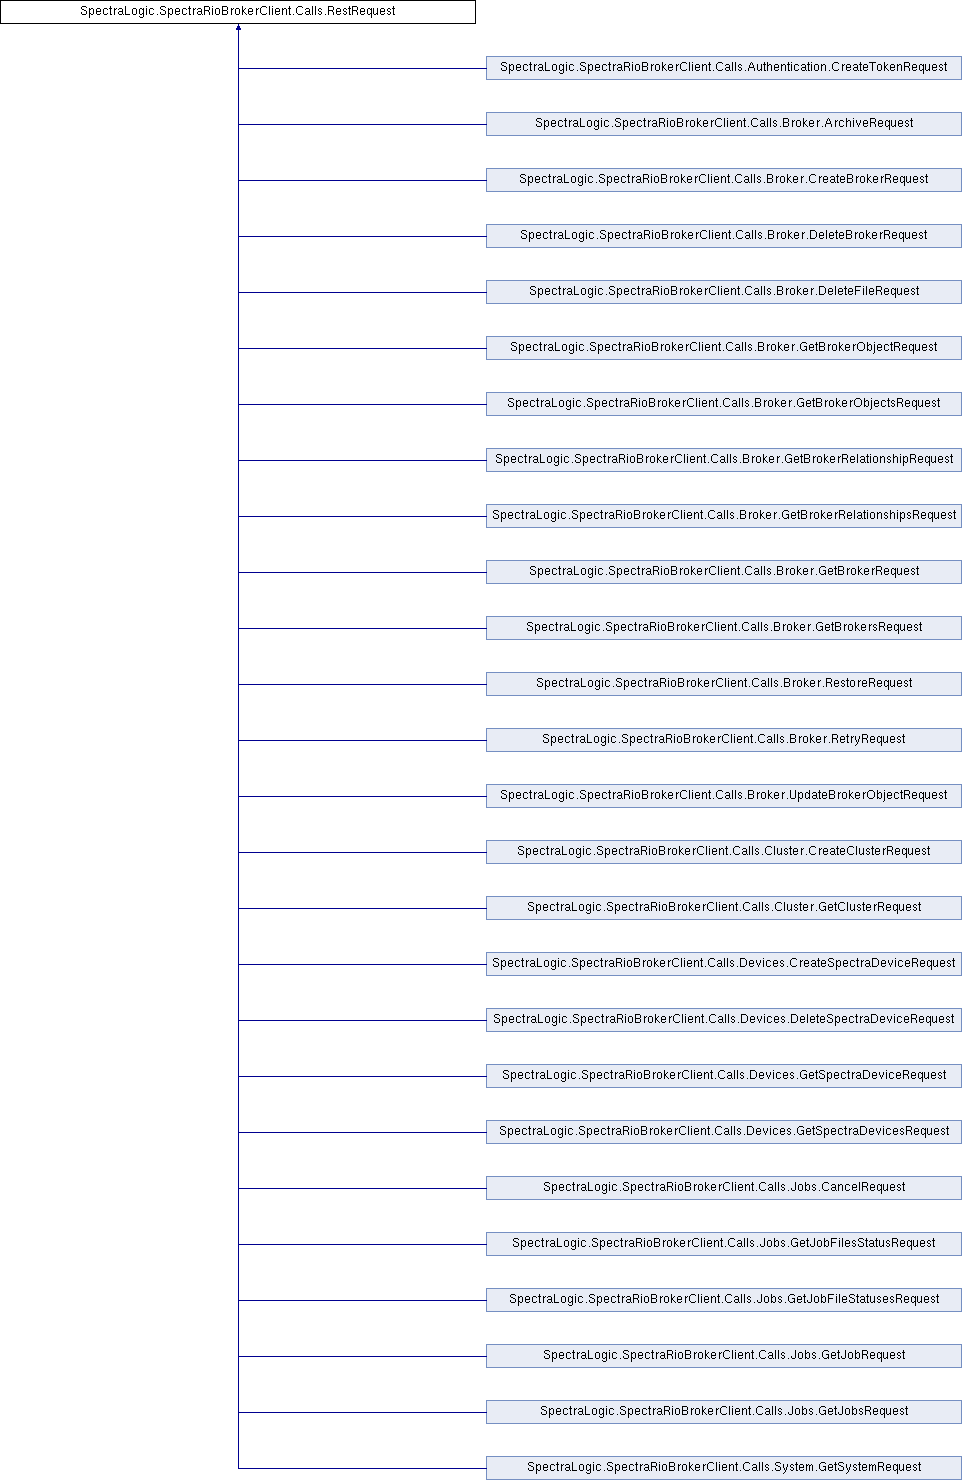 SpectraLogic.SpectraRioBrokerClient.Calls.RestRequest
SpectraLogic.SpectraRioBrokerClient.Calls.Authentication.CreateTokenRequest
SpectraLogic.SpectraRioBrokerClient.Calls.Broker.ArchiveRequest
SpectraLogic.SpectraRioBrokerClient.Calls.Broker.CreateBrokerRequest
SpectraLogic.SpectraRioBrokerClient.Calls.Broker.DeleteBrokerRequest
SpectraLogic.SpectraRioBrokerClient.Calls.Broker.DeleteFileRequest
SpectraLogic.SpectraRioBrokerClient.Calls.Broker.GetBrokerObjectRequest
SpectraLogic.SpectraRioBrokerClient.Calls.Broker.GetBrokerObjectsRequest
SpectraLogic.SpectraRioBrokerClient.Calls.Broker.GetBrokerRelationshipRequest
SpectraLogic.SpectraRioBrokerClient.Calls.Broker.GetBrokerRelationshipsRequest
SpectraLogic.SpectraRioBrokerClient.Calls.Broker.GetBrokerRequest
SpectraLogic.SpectraRioBrokerClient.Calls.Broker.GetBrokersRequest
SpectraLogic.SpectraRioBrokerClient.Calls.Broker.RestoreRequest
SpectraLogic.SpectraRioBrokerClient.Calls.Broker.RetryRequest
SpectraLogic.SpectraRioBrokerClient.Calls.Broker.UpdateBrokerObjectRequest
SpectraLogic.SpectraRioBrokerClient.Calls.Cluster.CreateClusterRequest
SpectraLogic.SpectraRioBrokerClient.Calls.Cluster.GetClusterRequest
SpectraLogic.SpectraRioBrokerClient.Calls.Devices.CreateSpectraDeviceRequest
SpectraLogic.SpectraRioBrokerClient.Calls.Devices.DeleteSpectraDeviceRequest
SpectraLogic.SpectraRioBrokerClient.Calls.Devices.GetSpectraDeviceRequest
SpectraLogic.SpectraRioBrokerClient.Calls.Devices.GetSpectraDevicesRequest
SpectraLogic.SpectraRioBrokerClient.Calls.Jobs.CancelRequest
SpectraLogic.SpectraRioBrokerClient.Calls.Jobs.GetJobFilesStatusRequest
SpectraLogic.SpectraRioBrokerClient.Calls.Jobs.GetJobFileStatusesRequest
SpectraLogic.SpectraRioBrokerClient.Calls.Jobs.GetJobRequest
SpectraLogic.SpectraRioBrokerClient.Calls.Jobs.GetJobsRequest
SpectraLogic.SpectraRioBrokerClient.Calls.System.GetSystemRequest